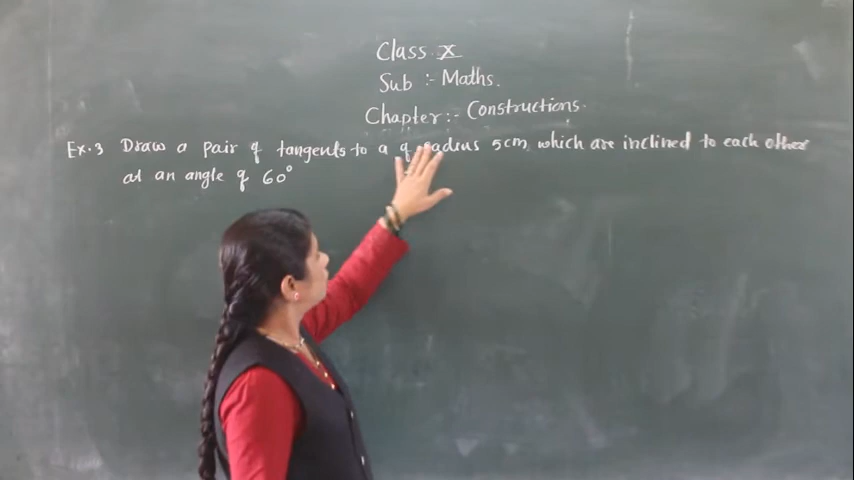 Class X
Sub :- Maths.
Chapter:- Constructions.
Ex.3 Draw a pair of tangents to a of radius 5cm which are inclined to each other
at an angle of 60°